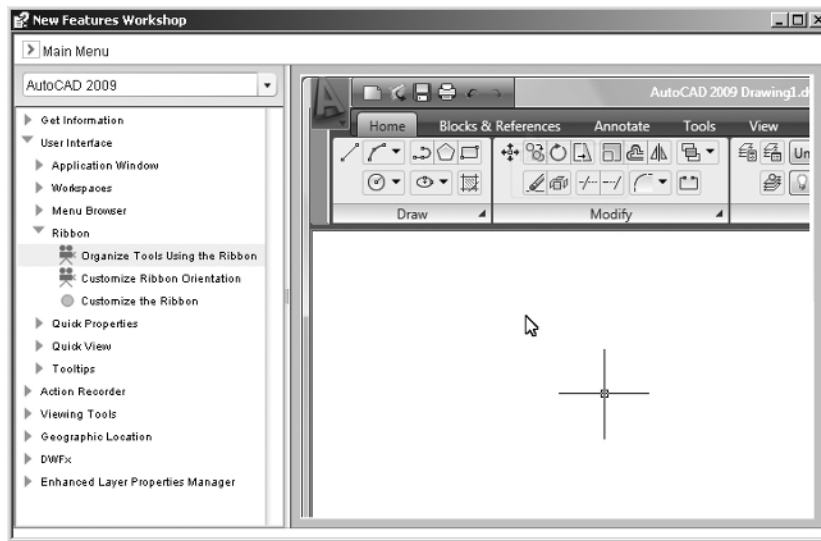 New Features Workshop
Main Menu
AutoCAD 2009
Get Information
User Interface
Application Window
Workspaces
Menu Browser
Ribbon
Organize Tools Using the Ribbon
Customize Ribbon Orientation
Customize the Ribbon
Quick Properties
Quick View
Tooltips
Action Recorder
Viewing Tools
Geographic Location
DWFx
Enhanced Layer Properties Manager
AutoCAD 2009 Drawing1.d
Home Blocks & References Annotate Tools View
Un
Draw Modify